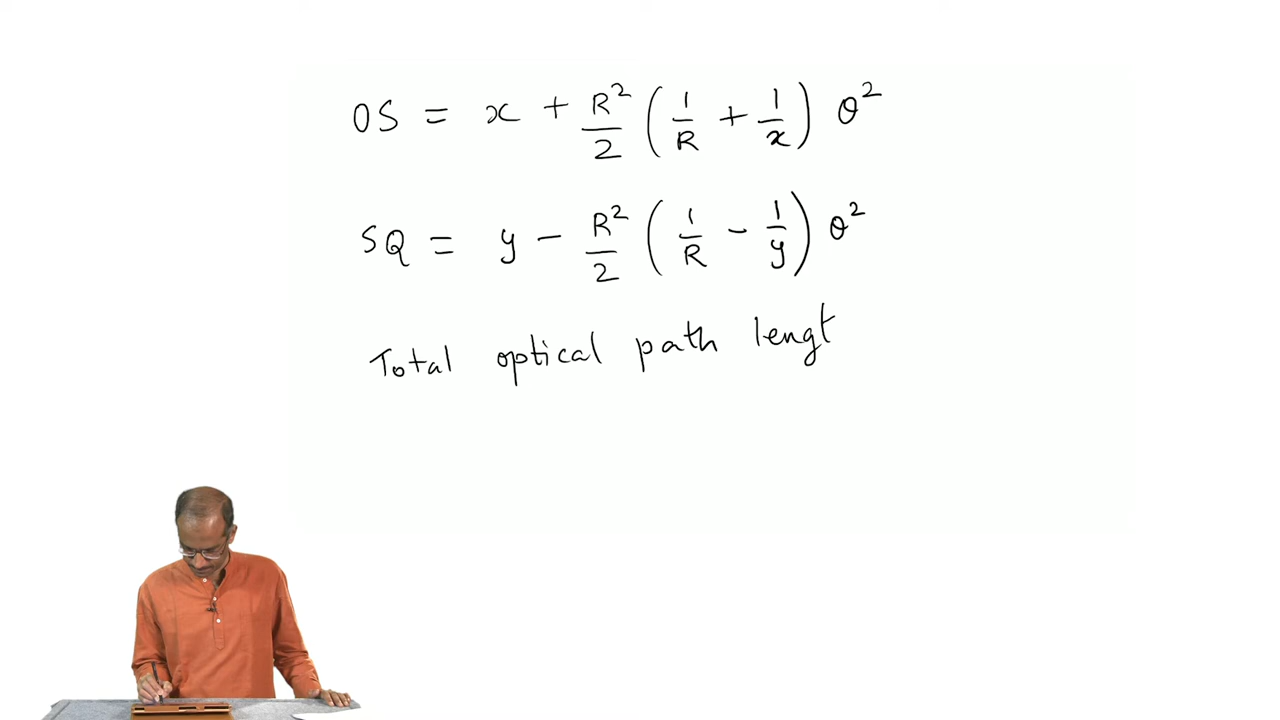 OS = x + R²/2 (1/R + 1/x) θ²
SQ = y − R²/2 (1/R − 1/y) θ²
Total optical path lengt